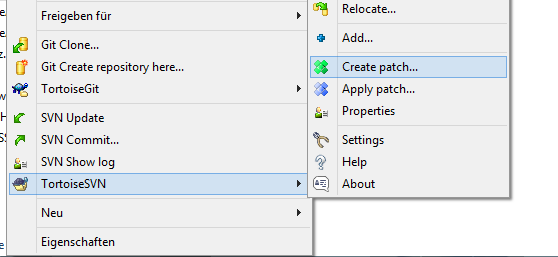 Freigeben für
Git Clone...
Git Create repository here...
TortoiseGit
SVN Update
SVN Commit...
SVN Show log
TortoiseSVN
Neu
Eigenschaften
Relocate...
Add...
Create patch...
Apply patch...
Properties
Settings
Help
About